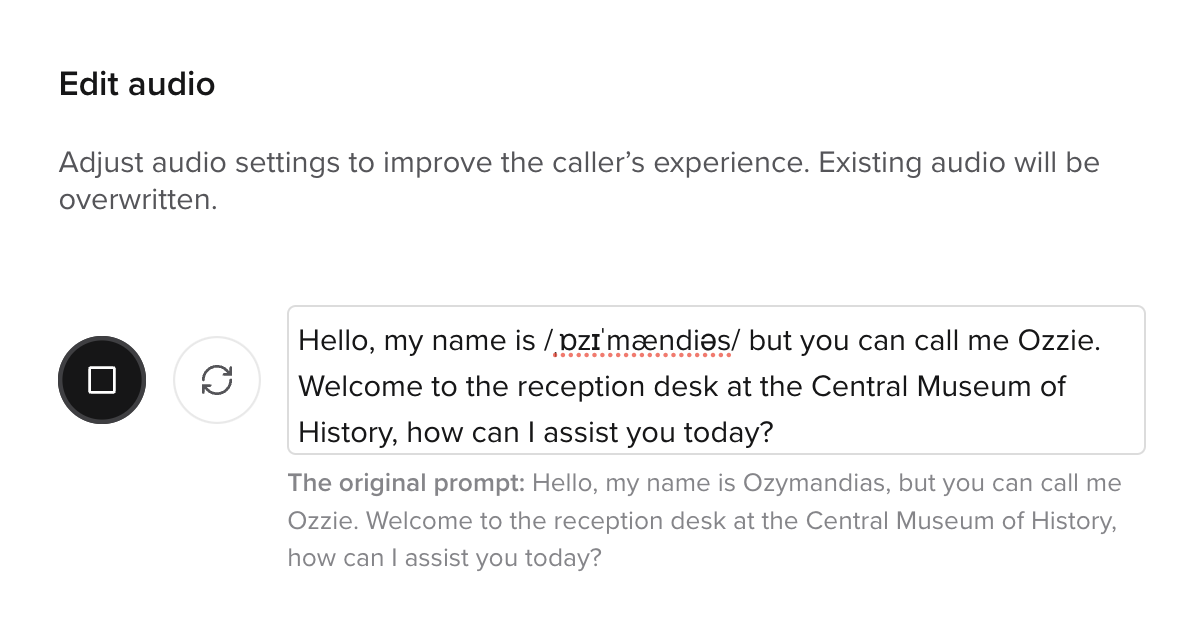 Edit audio
Adjust audio settings to improve the caller’s experience. Existing audio will be
overwritten.
Hello, my name is /ˌɒzɪˈmændiəs/ but you can call me Ozzie.
Welcome to the reception desk at the Central Museum of
History, how can I assist you today?
The original prompt: Hello, my name is Ozymandias, but you can call me
Ozzie. Welcome to the reception desk at the Central Museum of History,
how can I assist you today?